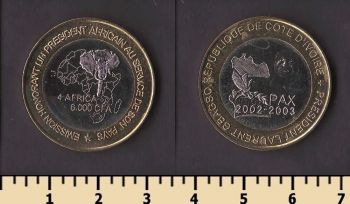 EMISSION HONORANT UN PRESIDENT AFRICAIN AU SERVICE DE SON PAYS
4 AFRICA
6.000 CFA
REPUBLIQUE DE COTE D'IVOIRE • PRESIDENT LAURENT GBAGBO
PAX
2002-2003
1 2 3 4 5 6 7